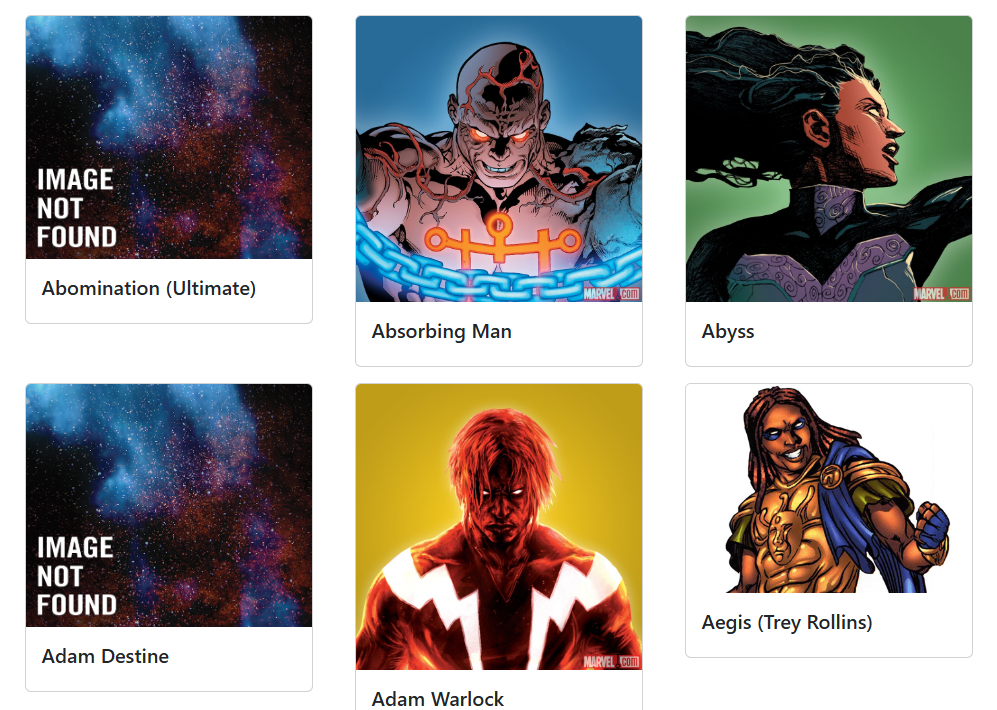 IMAGE
NOT
FOUND
Abomination (Ultimate)
MARVEL.COM
Absorbing Man
MARVEL.COM
Abyss
IMAGE
NOT
FOUND
Adam Destine
MARVEL.COM
Adam Warlock
Aegis (Trey Rollins)